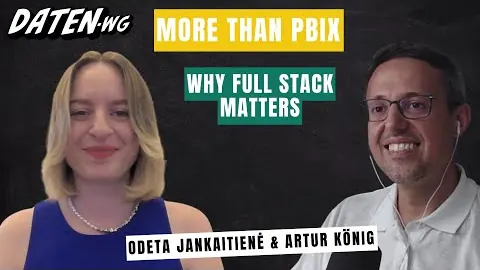 DATEN-WG
MORE THAN PBIX
WHY FULL STACK
MATTERS
ODETA JANKAITIENĖ & ARTUR KÖNIG